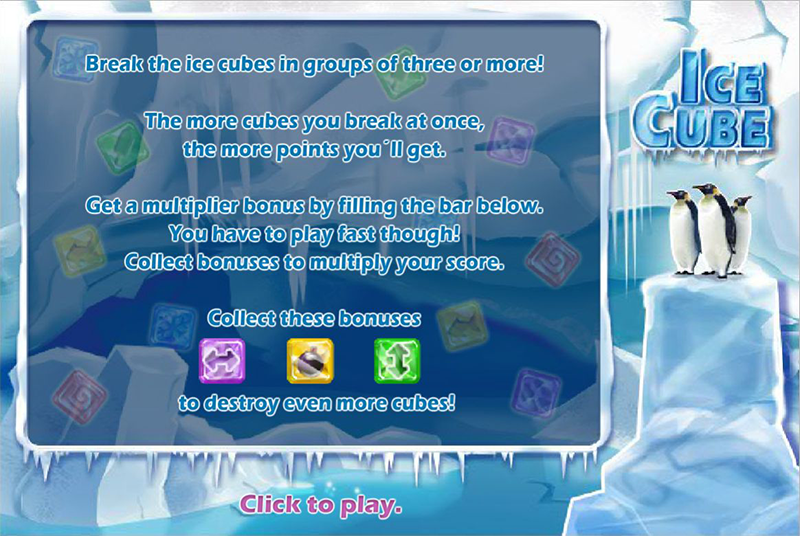 Break the ice cubes in groups of three or more!
The more cubes you break at once,
the more points you´ll get.
Get a multiplier bonus by filling the bar below.
You have to play fast though!
Collect bonuses to multiply your score.
Collect these bonuses
to destroy even more cubes!
Click to play.
ICE
CUBE